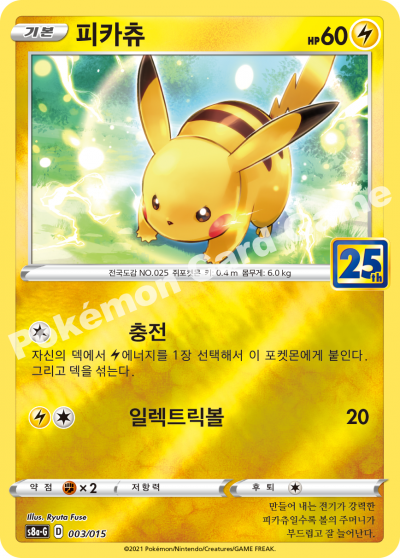 기본 피카츄 HP60
전국도감 NO.025 쥐포켓몬 키 0.4 m 몸무게: 6.0 kg
25th
Pokémon Card Game
충전
자신의 덱에서 에너지를 1장 선택해서 이 포켓몬에게 붙인다.
그리고 덱을 섞는다.
일렉트릭볼 20
약점 ×2 저항력 후퇴
Illus. Ryuta Fuse
s8a-G D 003/015
만들어 내는 전기가 강력한
피카츄일수록 볼의 주머니가
부드럽고 잘 늘어난다.
©2021 Pokémon/Nintendo/Creatures/GAME FREAK.